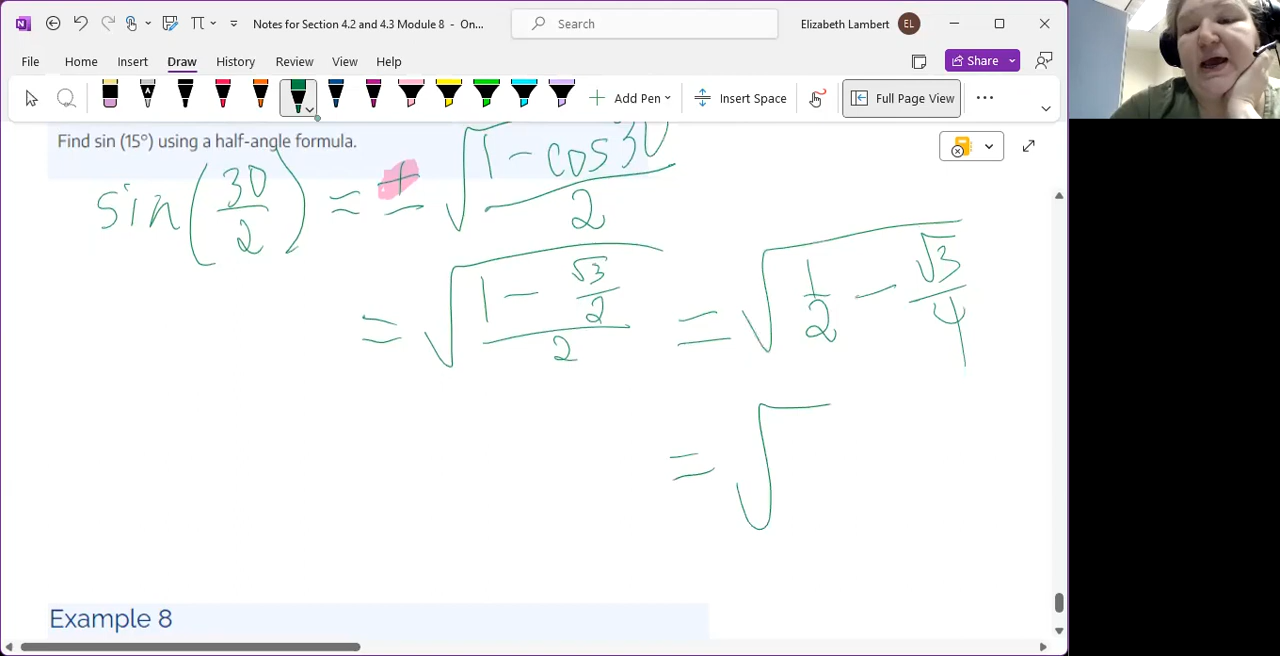 Notes for Section 4.2 and 4.3 Module 8 - On...
Search
Elizabeth Lambert
EL
File Home Insert Draw History Review View Help
Share
Add Pen
Insert Space
Full Page View
Find sin (15°) using a half-angle formula.
sin(30/2) = ± √((1 - cos 30)/2)
= √((1 - √3/2)/2) = √(1/2 - √3/4)
= √
Example 8